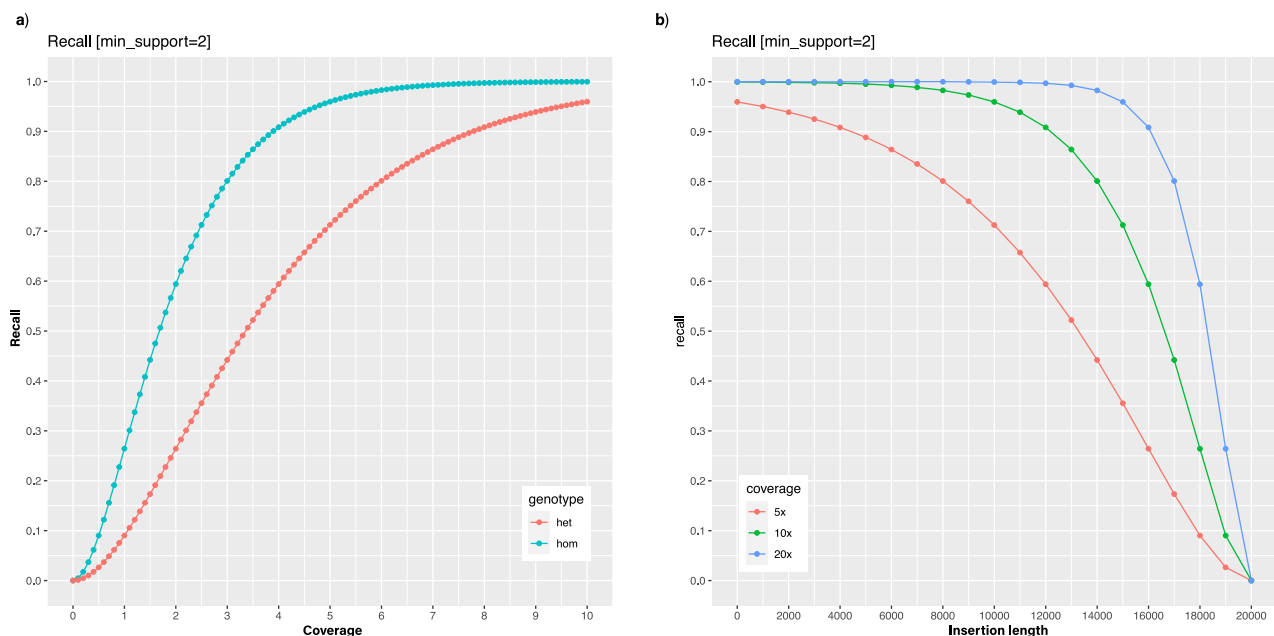 a)
Recall [min_support=2]
1.0
0.9
0.8
0.7
0.6
0.5
0.4
0.3
0.2
0.1
0.0
Recall
0 1 2 3 4 5 6 7 8 9 10
Coverage
genotype
het
hom
b)
Recall [min_support=2]
1.0
0.9
0.8
0.7
0.6
0.5
0.4
0.3
0.2
0.1
0.0
recall
0 2000 4000 6000 8000 10000 12000 14000 16000 18000 20000
Insertion length
coverage
5x
10x
20x